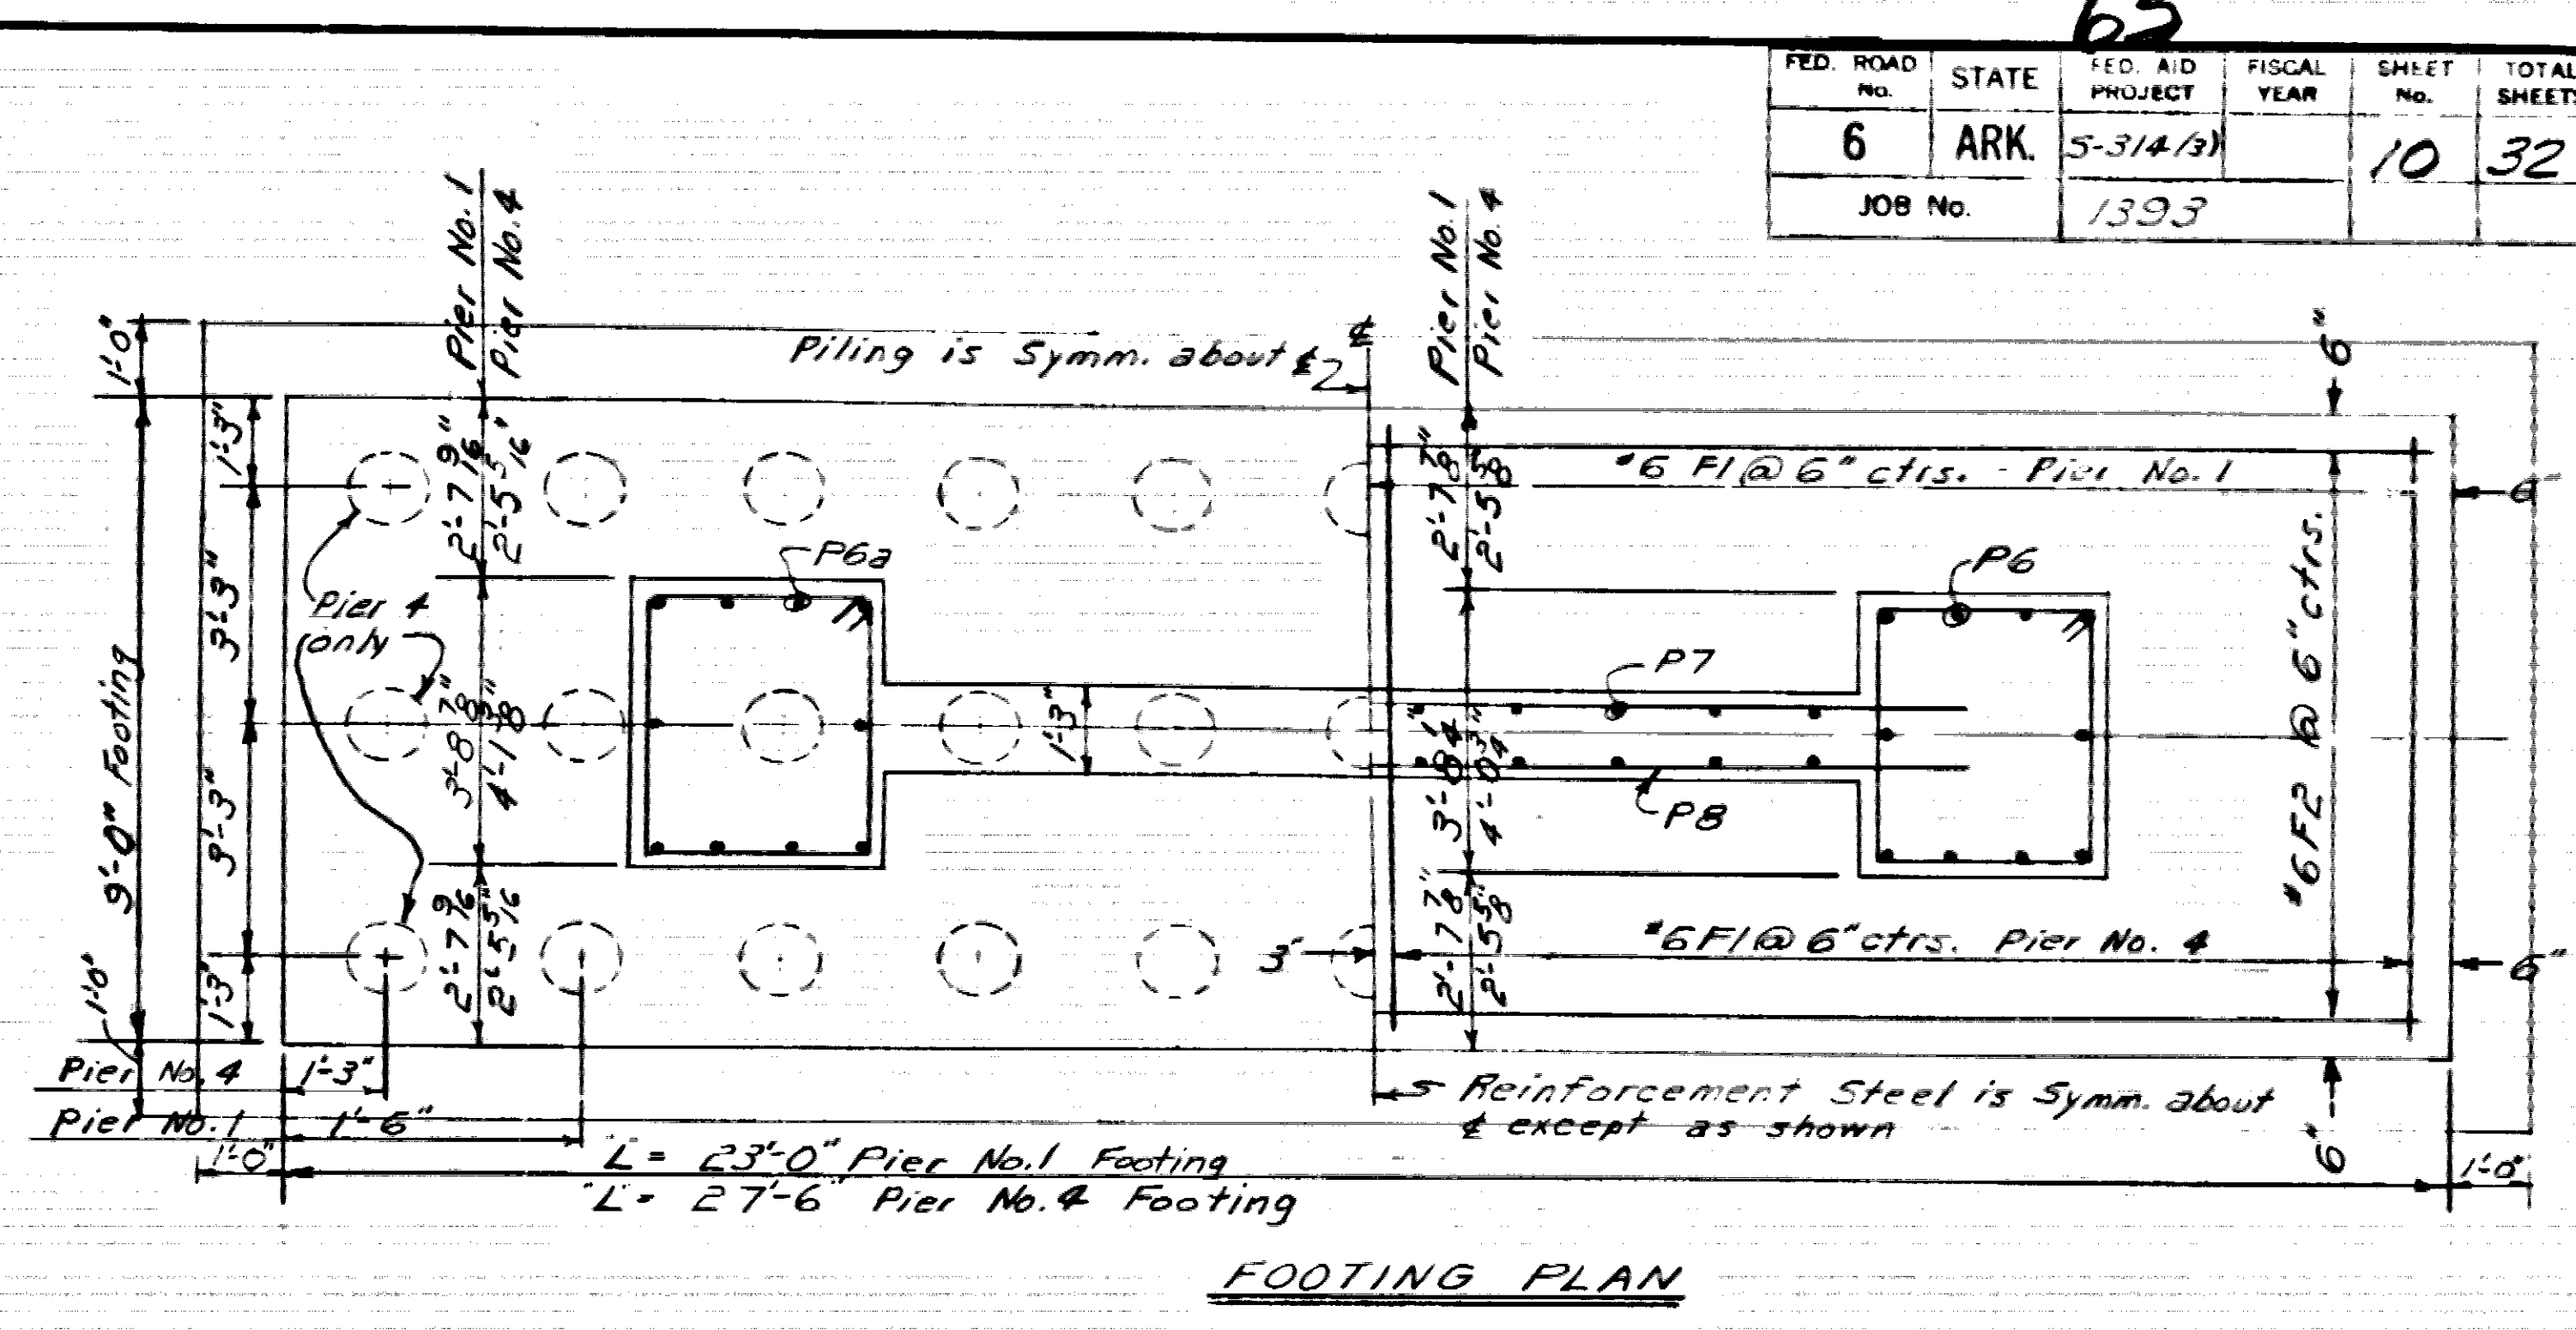 65
FED. ROAD No.
STATE
FED. AID PROJECT
FISCAL YEAR
SHEET No.
TOTAL SHEETS
6
ARK.
S-314(3)
10
32
JOB No.
1393
Pier No. 1
Pier No. 4
Pier No. 1
Pier No. 4
Piling is Symm. about ℄
℄
1'-0"
6"
1'-3"
2'-7 9/16"
2'-5 5/16"
2'-7 7/8"
2'-5 5/8"
#6 F1 @ 6" ctrs. - Pier No. 1
6"
P6a
P6
Pier 4
only
3'-3"
9'-0" Footing
3'-8 7/8"
4'-1 3/8"
1'-3"
P7
3'-8 1/4"
4'-0 3/4"
P8
#6 F2 @ 6" ctrs.
3'-3"
2'-7 9/16"
2'-5 5/16"
2'-7 7/8"
2'-5 5/8"
#6 F1 @ 6" ctrs. Pier No. 4
3"
6"
1'-0"
1'-3"
Pier No. 4
1'-3"
Pier No. 1
1'-6"
Reinforcement Steel is Symm. about
℄ except as shown
6"
1'-0"
L = 23'-0" Pier No. 1 Footing
1'-0"
L = 27'-6" Pier No. 4 Footing
FOOTING PLAN